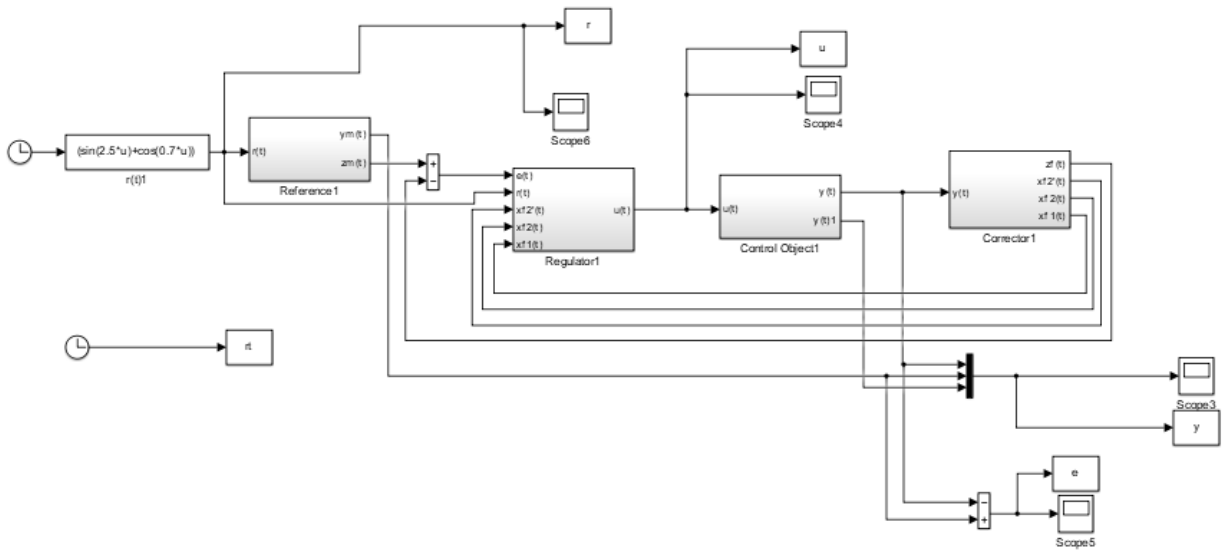 r
u
Scope6
Scope4
(sin(2.5*u)+cos(0.7*u))
r(t)1
r(t)
ym(t)
zm(t)
Reference1
+
−
e(t)
r(t)
xf2'(t)
xf2(t)
xf1(t)
u(t)
Regulator1
u(t)
y(t)
y(t)1
Control Object1
y(t)
zf(t)
xf2'(t)
xf2(t)
xf1(t)
Corrector1
rt
Scope3
y
e
−
+
Scope5